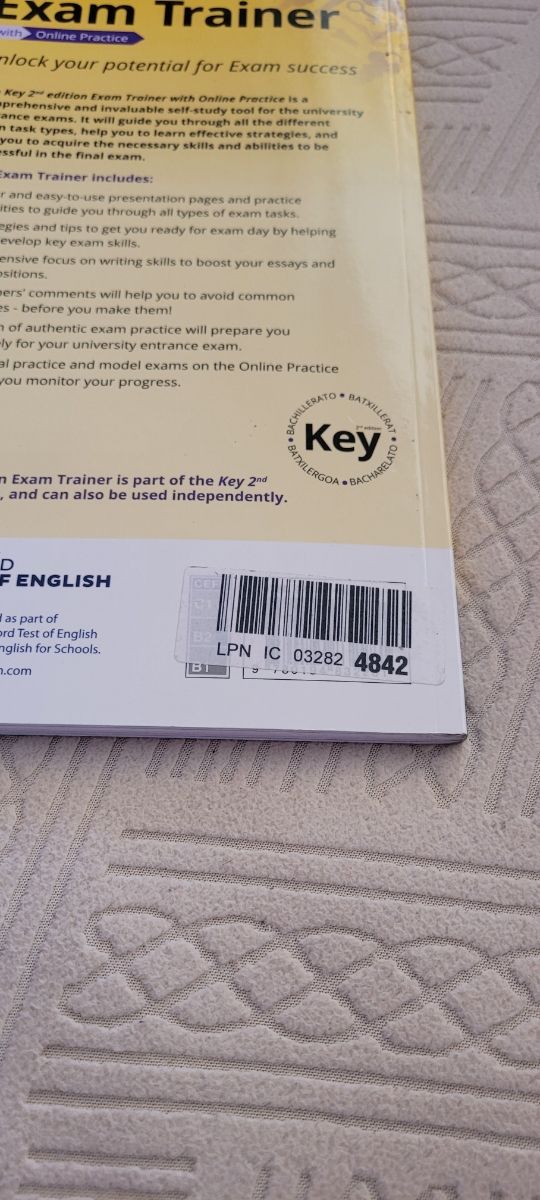 Exam Trainer
with Online Practice
nlock your potential for Exam success
Key 2nd edition Exam Trainer with Online Practice is a
prehensive and invaluable self-study tool for the university
ance exams. It will guide you through all the different
n task types, help you to learn effective strategies, and
you to acquire the necessary skills and abilities to be
ssful in the final exam.
Exam Trainer includes:
r and easy-to-use presentation pages and practice
ities to guide you through all types of exam tasks.
egies and tips to get you ready for exam day by helping
evelop key exam skills.
ensive focus on writing skills to boost your essays and
ositions.
ers' comments will help you to avoid common
es - before you make them!
n of authentic exam practice will prepare you
ly for your university entrance exam.
al practice and model exams on the Online Practice
you monitor your progress.
BACHILLERATO • BATXILLERAT •
2nd edition
Key
BATXILERGOA • BACHARELATO •
n Exam Trainer is part of the Key 2nd
, and can also be used independently.
D
F ENGLISH
d as part of
ord Test of English
nglish for Schools.
n.com
CEF
C1
B2
B1
LPN IC 03282 4842